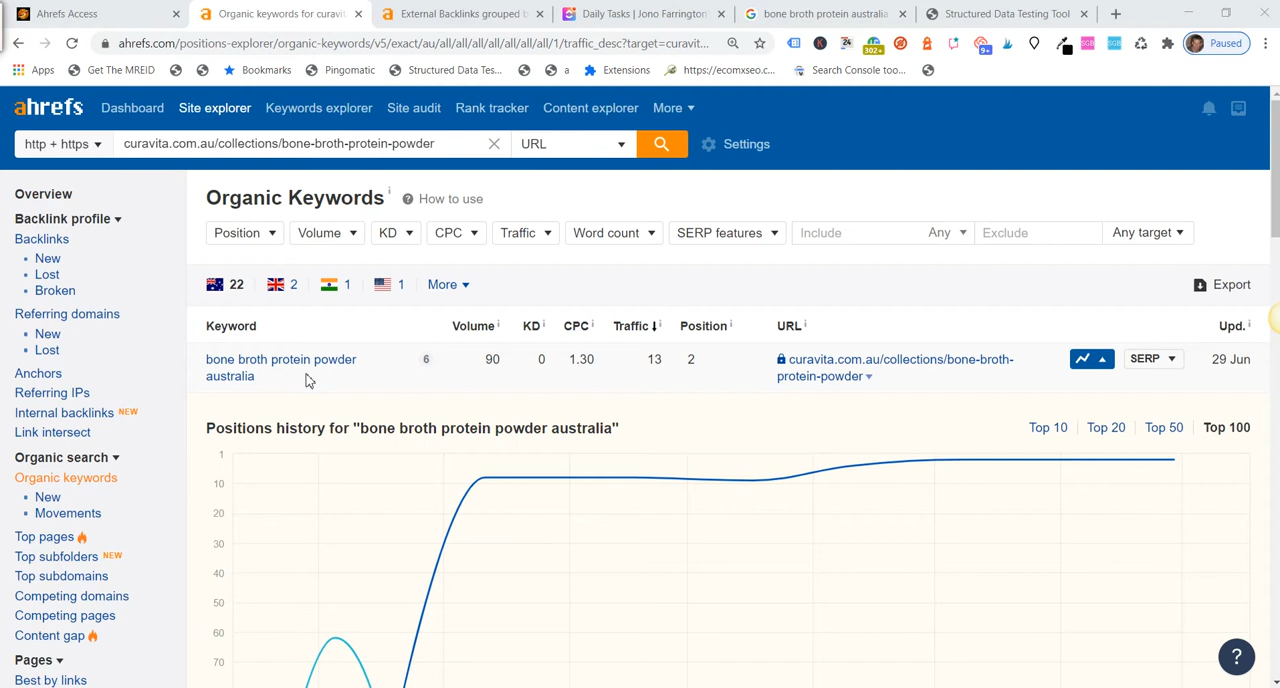 Ahrefs Access
Organic keywords for curavit
External Backlinks grouped b
Daily Tasks | Jono Farrington'
bone broth protein australia
Structured Data Testing Tool
ahrefs.com/positions-explorer/organic-keywords/v5/exact/au/all/all/all/all/all/all/all/1/traffic_desc?target=curavit...
Paused
Apps
Get The MREID
Bookmarks
Pingomatic
Structured Data Tes...
a
Extensions
https://ecomxseo.c...
Search Console too...
ahrefs
Dashboard
Site explorer
Keywords explorer
Site audit
Rank tracker
Content explorer
More
http + https
curavita.com.au/collections/bone-broth-protein-powder
URL
Settings
Overview
Backlink profile
Backlinks
New
Lost
Broken
Referring domains
New
Lost
Anchors
Referring IPs
Internal backlinks NEW
Link intersect
Organic search
Organic keywords
New
Movements
Top pages
Top subfolders NEW
Top subdomains
Competing domains
Competing pages
Content gap
Pages
Best by links
Organic Keywords i
? How to use
Position
Volume
KD
CPC
Traffic
Word count
SERP features
Include
Any
Exclude
Any target
22
2
1
1
More
Export
Keyword
Volume i
KD i
CPC i
Traffic i
Position i
URL i
Upd. i
bone broth protein powder
australia
6
90
0
1.30
13
2
curavita.com.au/collections/bone-broth-
protein-powder
SERP
29 Jun
Positions history for "bone broth protein powder australia"
Top 10
Top 20
Top 50
Top 100
1
10
20
30
40
50
60
70
?